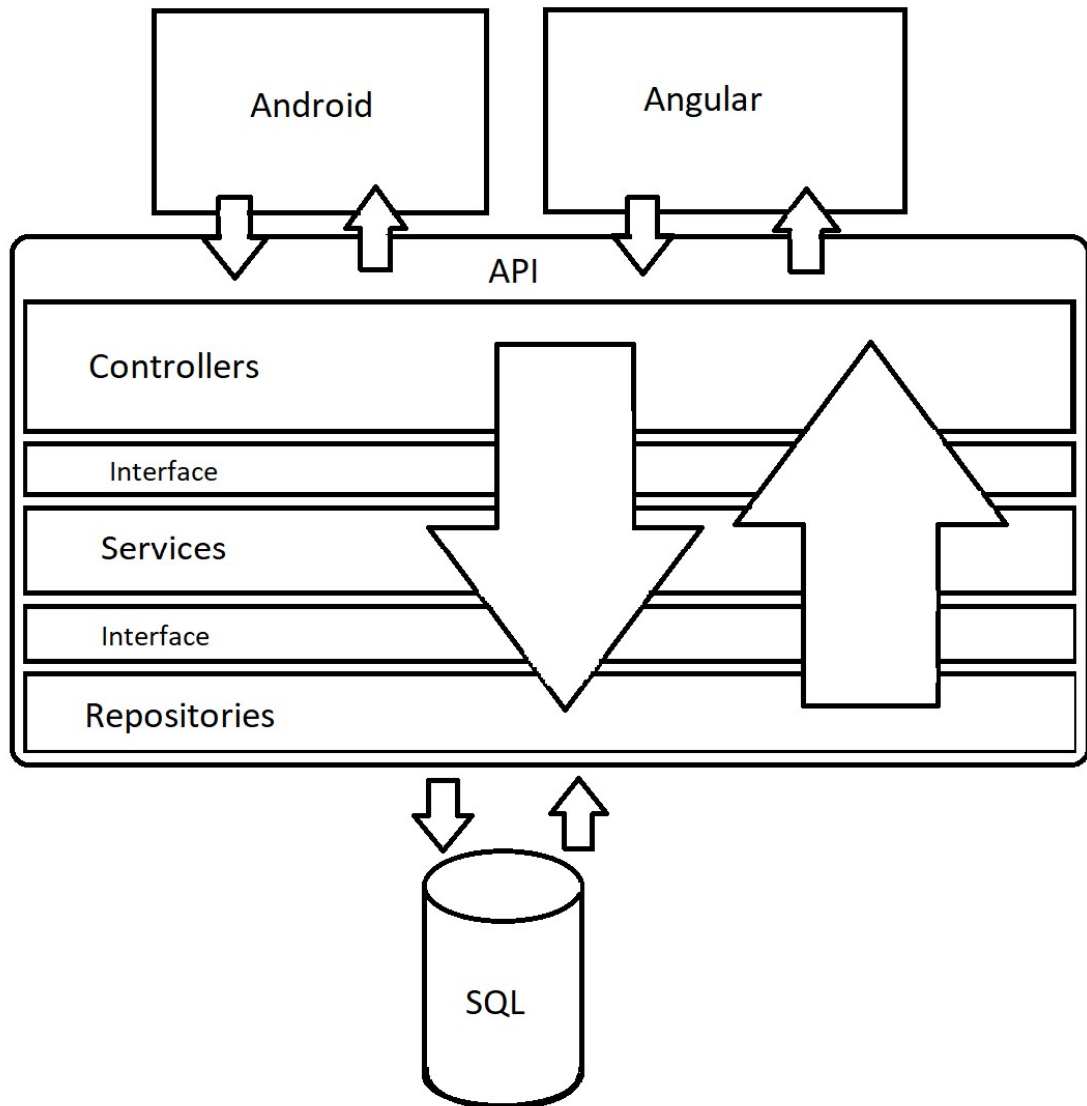 Android
Angular
API
Controllers
Interface
Services
Interface
Repositories
SQL